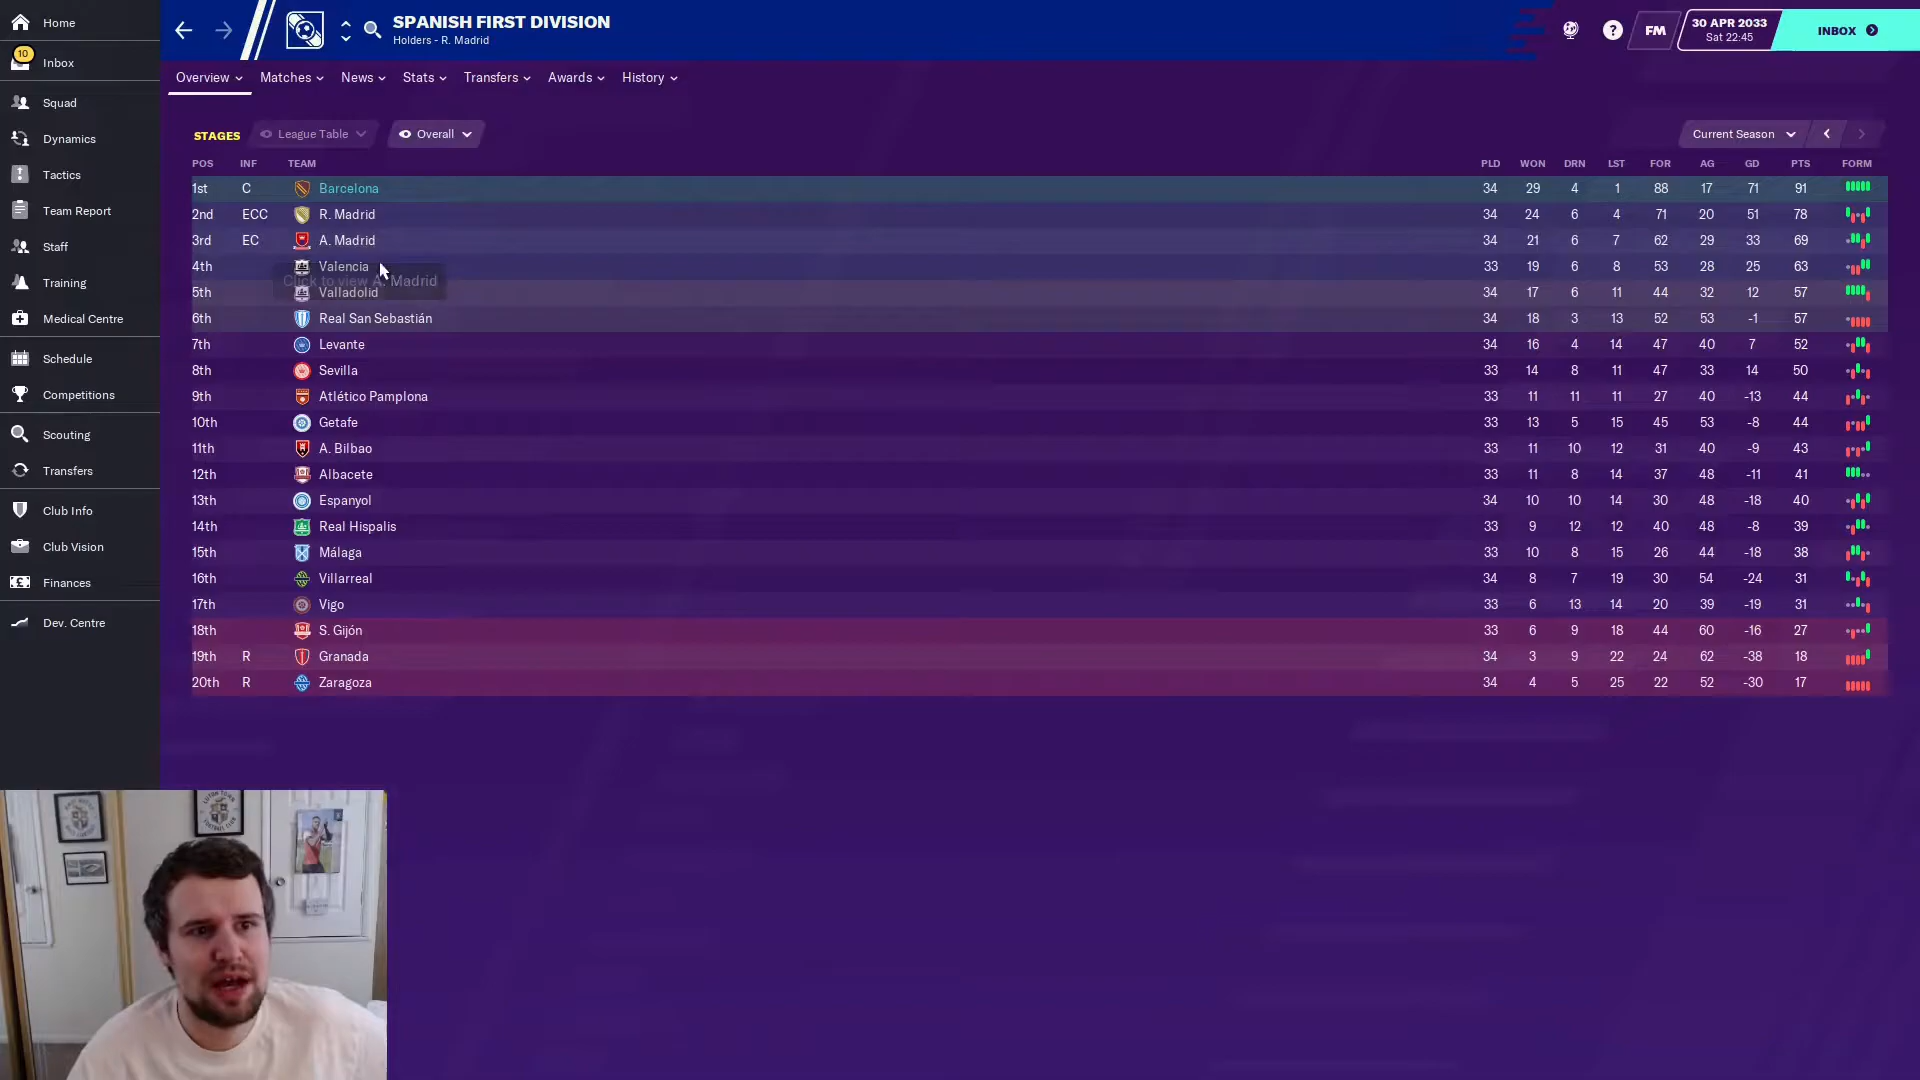 Home
10
Inbox
Squad
Dynamics
Tactics
Team Report
Staff
Training
Medical Centre
Schedule
Competitions
Scouting
Transfers
Club Info
Club Vision
Finances
Dev. Centre
SPANISH FIRST DIVISION
Holders - R. Madrid
? FM 30 APR 2033 INBOX
Sat 22:45
Overview Matches News Stats Transfers Awards History
STAGES League Table Overall Current Season
POS INF TEAM PLD WON DRN LST FOR AG GD PTS FORM
1st C Barcelona 34 29 4 1 88 17 71 91
2nd ECC R. Madrid 34 24 6 4 71 20 51 78
3rd EC A. Madrid 34 21 6 7 62 29 33 69
4th Valencia 33 19 6 8 53 28 25 63
Click to view A. Madrid
5th Valladolid 34 17 6 11 44 32 12 57
6th Real San Sebastián 34 18 3 13 52 53 -1 57
7th Levante 34 16 4 14 47 40 7 52
8th Sevilla 33 14 8 11 47 33 14 50
9th Atlético Pamplona 33 11 11 11 27 40 -13 44
10th Getafe 33 13 5 15 45 53 -8 44
11th A. Bilbao 33 11 10 12 31 40 -9 43
12th Albacete 33 11 8 14 37 48 -11 41
13th Espanyol 34 10 10 14 30 48 -18 40
14th Real Hispalis 33 9 12 12 40 48 -8 39
15th Málaga 33 10 8 15 26 44 -18 38
16th Villarreal 34 8 7 19 30 54 -24 31
17th Vigo 33 6 13 14 20 39 -19 31
18th S. Gijón 33 6 9 18 44 60 -16 27
19th R Granada 34 3 9 22 24 62 -38 18
20th R Zaragoza 34 4 5 25 22 52 -30 17